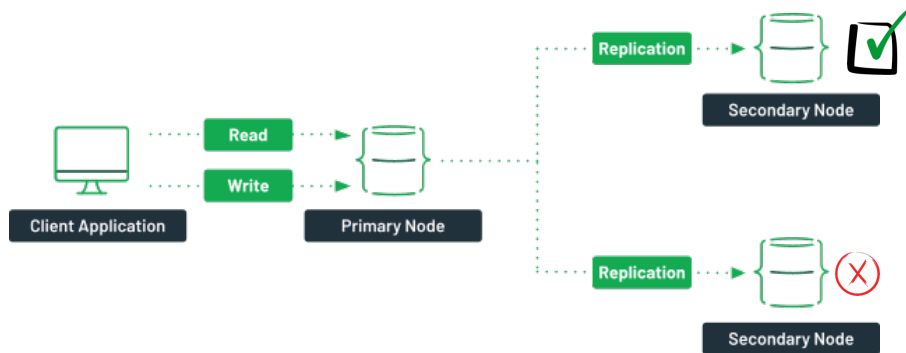 Replication
Secondary Node
Read
Write
Client Application
Primary Node
Replication
Secondary Node